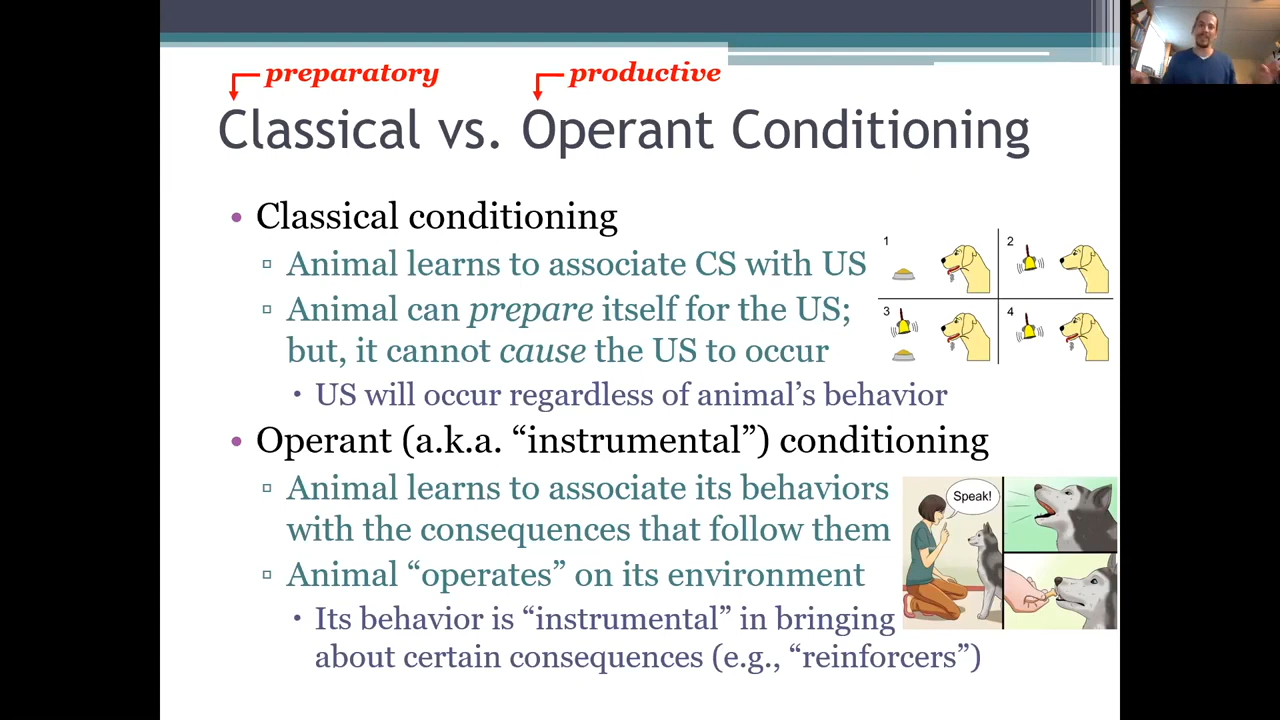 preparatory
productive
Classical vs. Operant Conditioning
• Classical conditioning
▫ Animal learns to associate CS with US
▫ Animal can prepare itself for the US;
but, it cannot cause the US to occur
• US will occur regardless of animal’s behavior
1
2
3
4
• Operant (a.k.a. “instrumental”) conditioning
▫ Animal learns to associate its behaviors
with the consequences that follow them
▫ Animal “operates” on its environment
• Its behavior is “instrumental” in bringing
about certain consequences (e.g., “reinforcers”)
Speak!